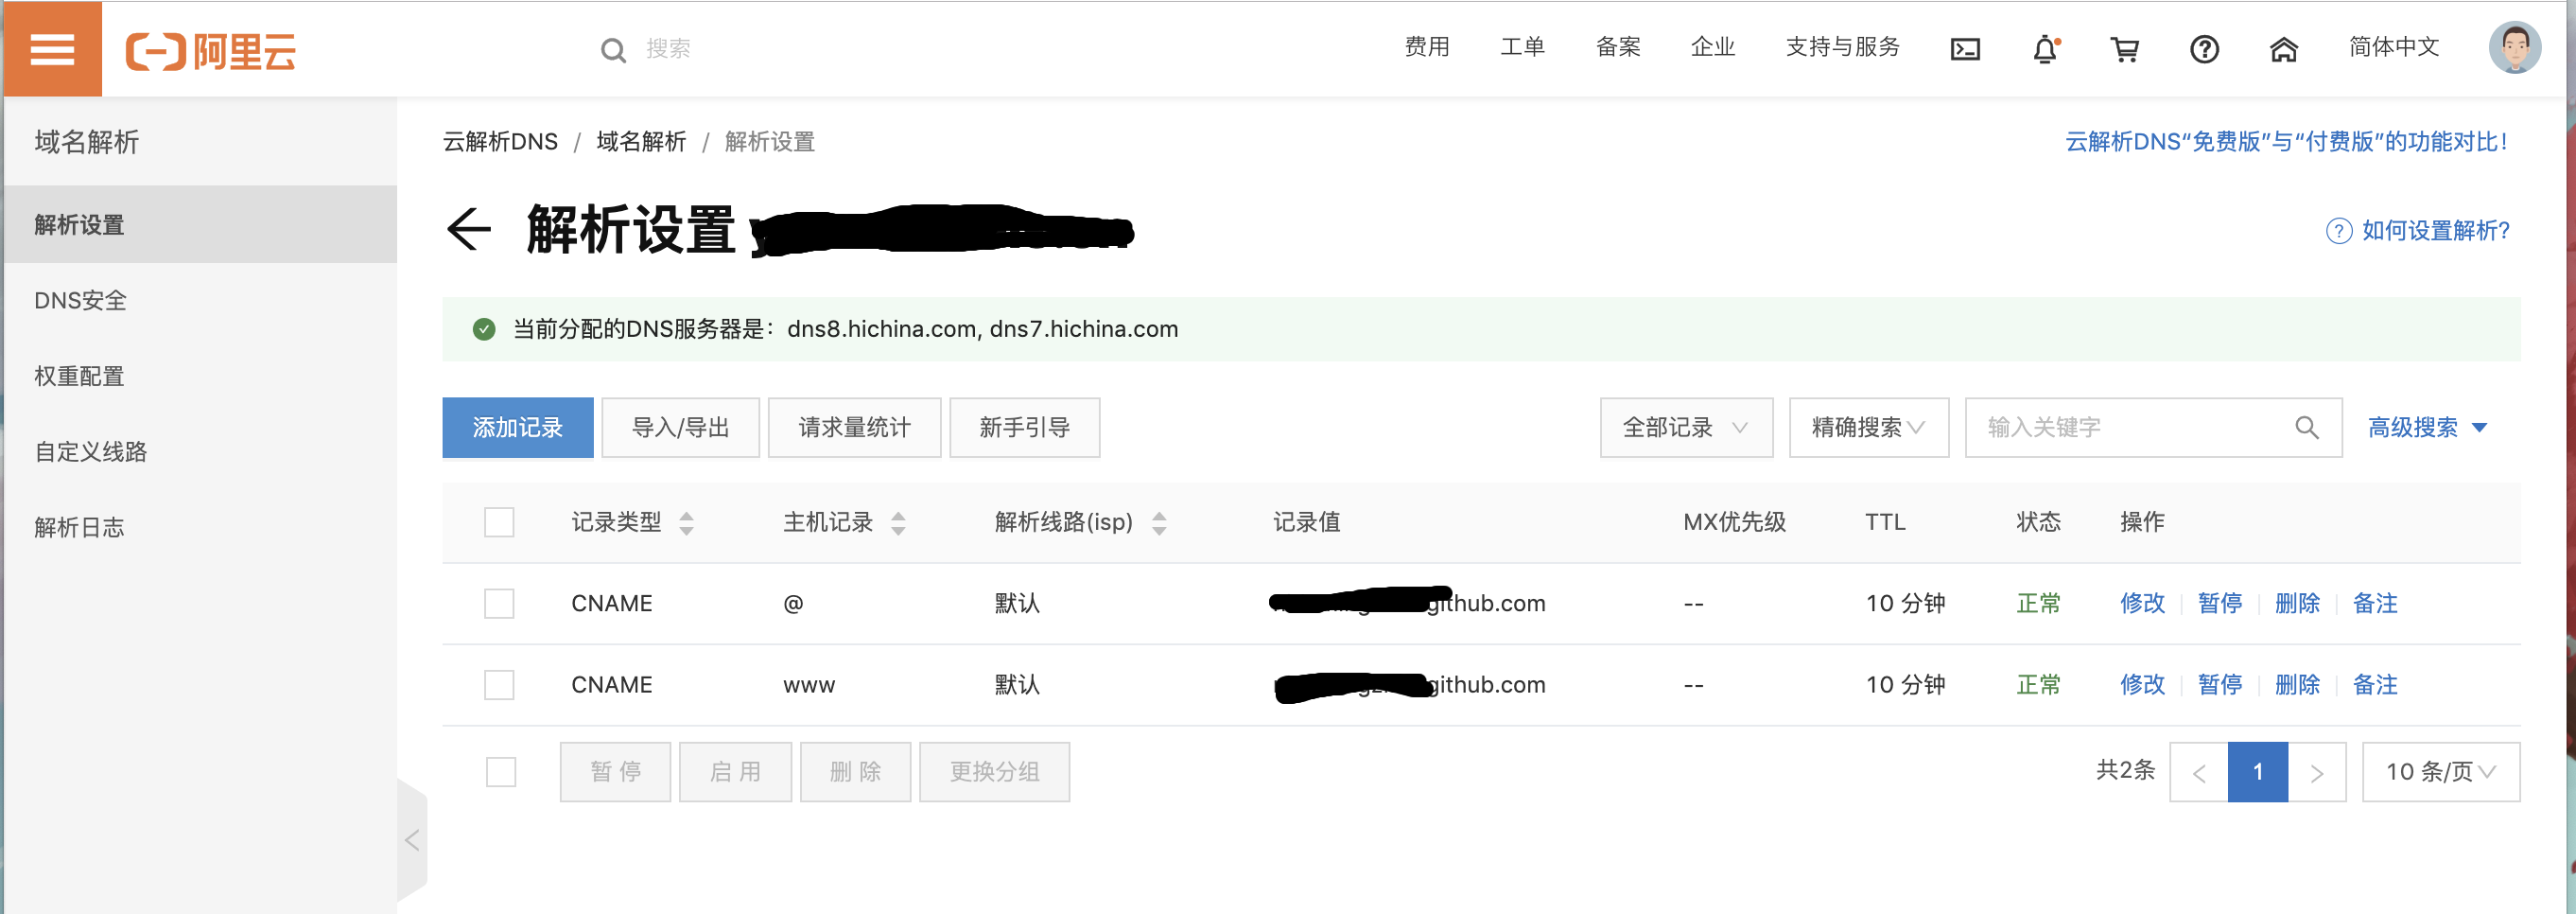 阿里云
搜索
费用 工单 备案 企业 支持与服务 简体中文
域名解析
解析设置
DNS安全
权重配置
自定义线路
解析日志
云解析DNS / 域名解析 / 解析设置
云解析DNS“免费版”与“付费版”的功能对比!
解析设置
如何设置解析?
当前分配的DNS服务器是：dns8.hichina.com, dns7.hichina.com
添加记录 导入/导出 请求量统计 新手引导 全部记录 精确搜索 输入关键字 高级搜索
记录类型 主机记录 解析线路(isp) 记录值 MX优先级 TTL 状态 操作
CNAME @ 默认 github.com -- 10 分钟 正常 修改 暂停 删除 备注
CNAME www 默认 github.com -- 10 分钟 正常 修改 暂停 删除 备注
暂 停 启 用 删 除 更换分组 共2条 < 1 > 10 条/页